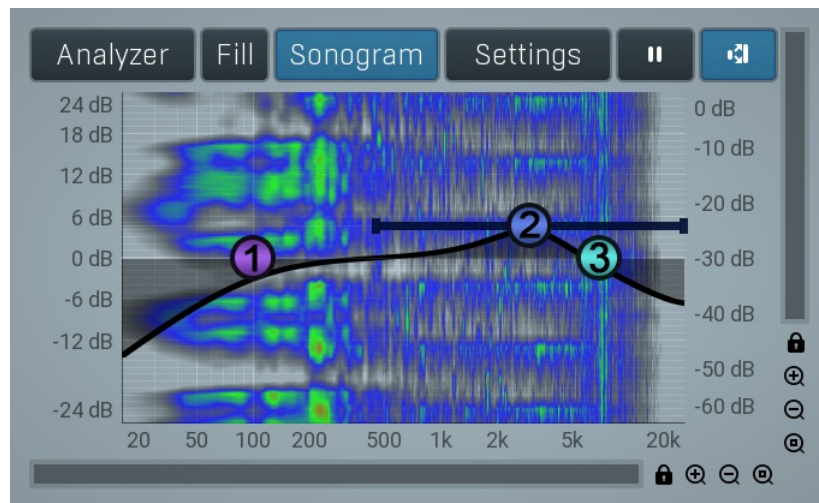 Analyzer Fill Sonogram Settings
24 dB 0 dB
18 dB -10 dB
12 dB -20 dB
6 dB 2
0 dB 1 3 -30 dB
-6 dB -40 dB
-12 dB -50 dB
-24 dB -60 dB
20 50 100 200 500 1k 2k 5k 20k